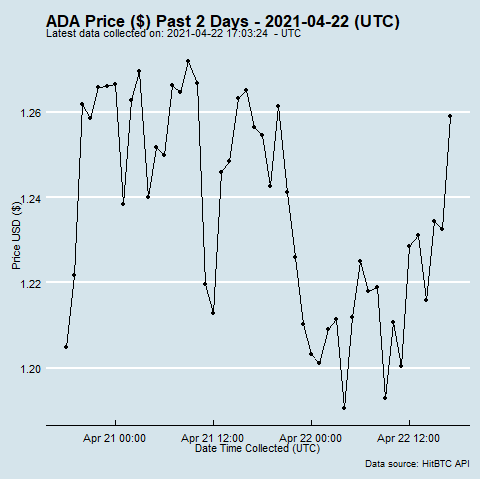 ADA Price ($) Past 2 Days - 2021-04-22 (UTC)
Latest data collected on: 2021-04-22 17:03:24 - UTC
1.26
1.24
1.22
1.20
Price USD ($)
Apr 21 00:00 Apr 21 12:00 Apr 22 00:00 Apr 22 12:00
Date Time Collected (UTC)
Data source: HitBTC API